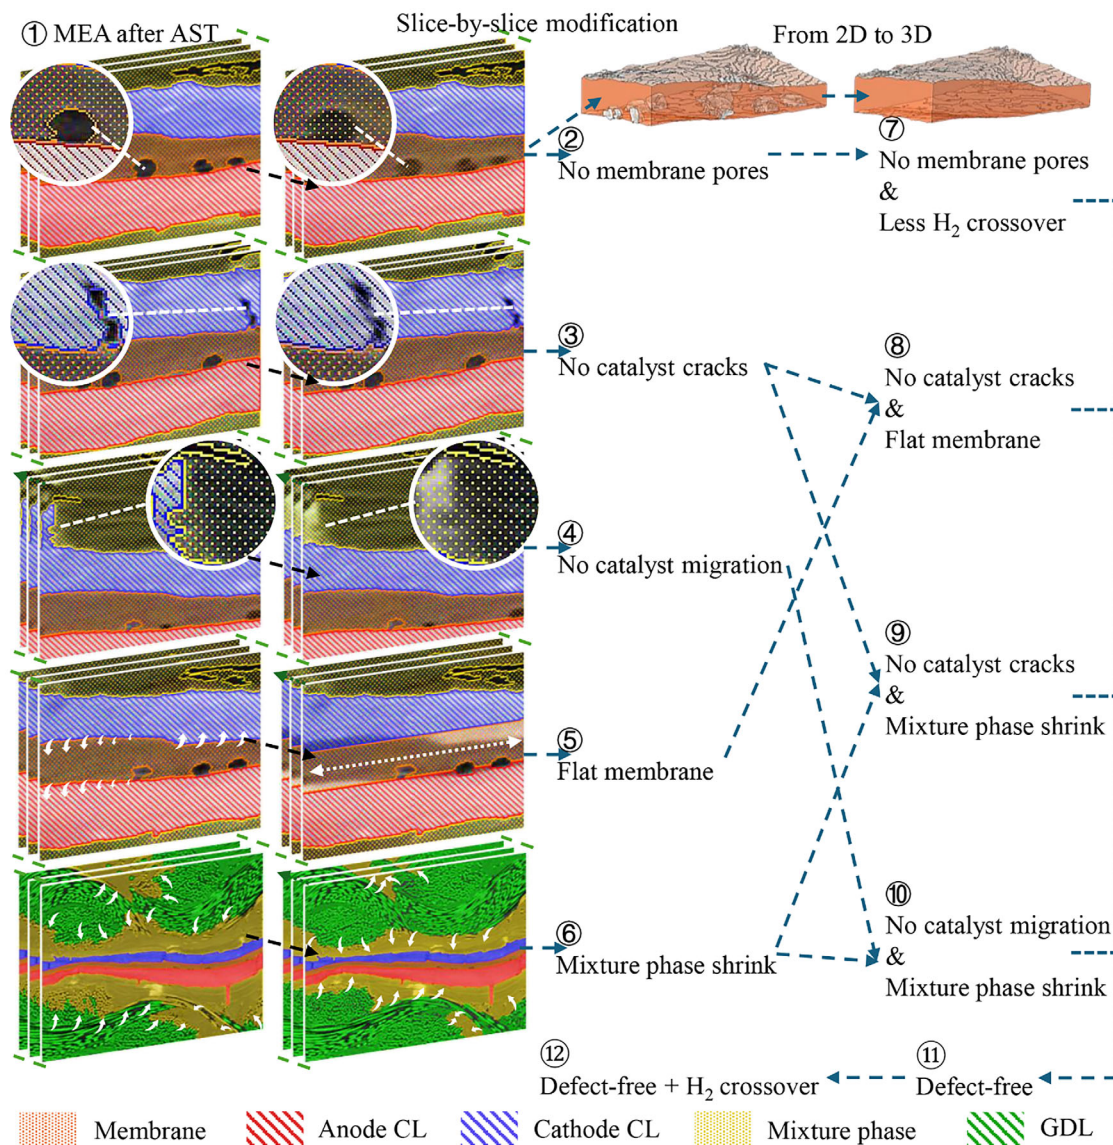 ① MEA after AST
Slice-by-slice modification
From 2D to 3D
②
No membrane pores
⑦
No membrane pores
&
Less H₂ crossover
③
No catalyst cracks
⑧
No catalyst cracks
&
Flat membrane
④
No catalyst migration
⑨
No catalyst cracks
&
Mixture phase shrink
⑤
Flat membrane
⑥
Mixture phase shrink
⑩
No catalyst migration
&
Mixture phase shrink
⑫
Defect-free + H₂ crossover
⑪
Defect-free
Membrane
Anode CL
Cathode CL
Mixture phase
GDL